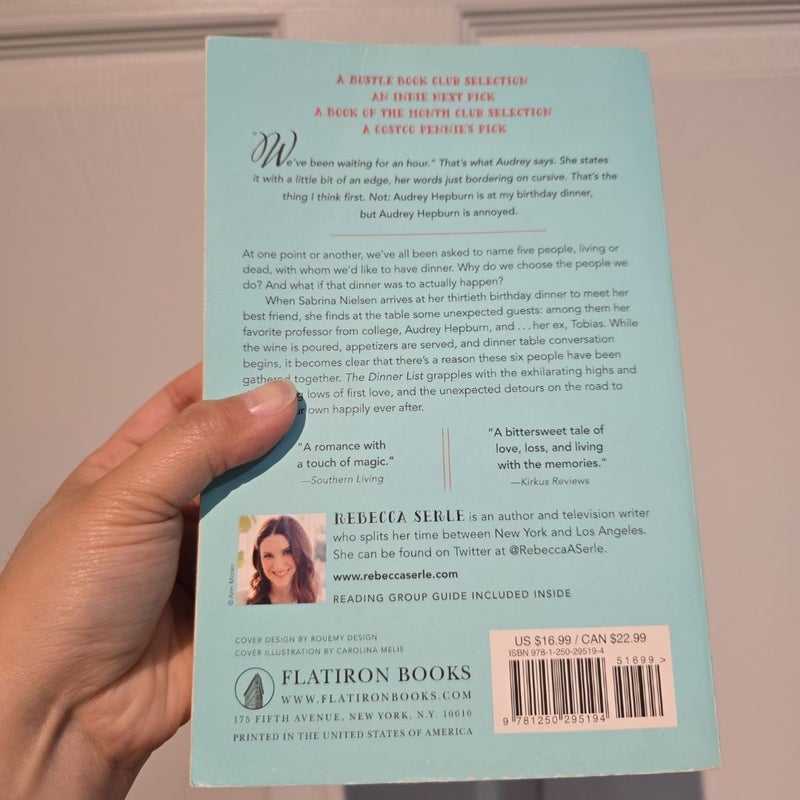 A BUSTLE BOOK CLUB SELECTION
AN INDIE NEXT PICK
A BOOK OF THE MONTH CLUB SELECTION
A COSTCO PENNIE'S PICK
"We've been waiting for an hour." That's what Audrey says. She states
it with a little bit of an edge, her words just bordering on cursive. That's the
thing I think first. Not: Audrey Hepburn is at my birthday dinner,
but Audrey Hepburn is annoyed.
At one point or another, we've all been asked to name five people, living or
dead, with whom we'd like to have dinner. Why do we choose the people we
do? And what if that dinner was to actually happen?
When Sabrina Nielsen arrives at her thirtieth birthday dinner to meet her
best friend, she finds at the table some unexpected guests: among them her
favorite professor from college, Audrey Hepburn, and . . . her ex, Tobias. While
the wine is poured, appetizers are served, and dinner table conversation
begins, it becomes clear that there's a reason these six people have been
gathered together. The Dinner List grapples with the exhilarating highs and
lows of first love, and the unexpected detours on the road to
own happily ever after.
"A romance with
a touch of magic."
—Southern Living
"A bittersweet tale of
love, loss, and living
with the memories."
—Kirkus Reviews
© Ann Molen
REBECCA SERLE is an author and television writer
who splits her time between New York and Los Angeles.
She can be found on Twitter at @RebeccaASerle.
www.rebeccaserle.com
READING GROUP GUIDE INCLUDED INSIDE
COVER DESIGN BY ROUEMY DESIGN
COVER ILLUSTRATION BY CAROLINA MELIS
FLATIRON BOOKS
WWW.FLATIRONBOOKS.COM
175 FIFTH AVENUE, NEW YORK, N.Y. 10010
PRINTED IN THE UNITED STATES OF AMERICA
US $16.99 / CAN $22.99
ISBN 978-1-250-29519-4
51699 >
9 781250 295194